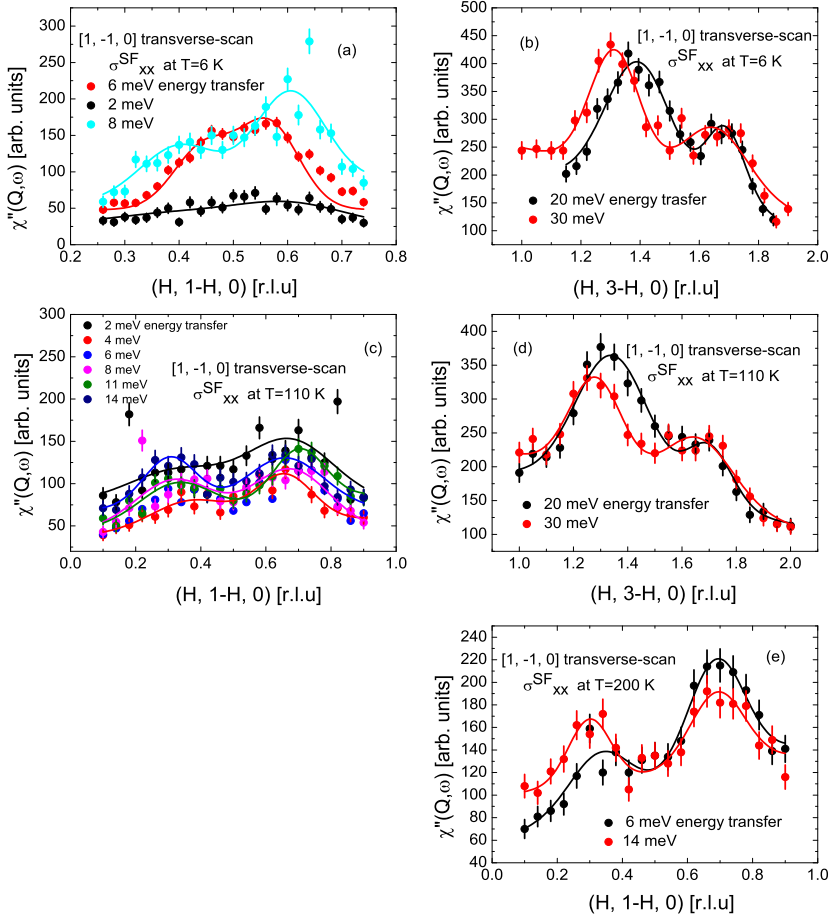 [1, -1, 0] transverse-scan
(a)
σ^SF_xx at T=6 K
6 meV energy transfer
2 meV
8 meV
χ"(Q,ω) [arb. units]
0
50
100
150
200
250
300
0.2
0.3
0.4
0.5
0.6
0.7
0.8
(H, 1-H, 0) [r.l.u]
(b)
[1, -1, 0] transverse-scan
σ^SF_xx at T=6 K
20 meV energy trasfer
30 meV
χ"(Q,ω) [arb. units]
100
150
200
250
300
350
400
450
500
1.0
1.2
1.4
1.6
1.8
2.0
(H, 3-H, 0) [r.l.u]
2 meV energy transfer
4 meV
6 meV
8 meV
11 meV
14 meV
(c)
[1, -1, 0] transverse-scan
σ^SF_xx at T=110 K
χ"(Q,ω) [arb. units]
50
100
150
200
250
300
0.0
0.2
0.4
0.6
0.8
1.0
(H, 1-H, 0) [r.l.u]
(d)
[1, -1, 0] transverse-scan
σ^SF_xx at T=110 K
20 meV energy transfer
30 meV
χ"(Q,ω) [arb. units]
100
150
200
250
300
350
400
1.0
1.2
1.4
1.6
1.8
2.0
(H, 3-H, 0) [r.l.u]
[1, -1, 0] transverse-scan
(e)
σ^SF_xx at T=200 K
6 meV energy transfer
14 meV
χ"(Q,ω) [arb. units]
40
60
80
100
120
140
160
180
200
220
0.0
0.2
0.4
0.6
0.8
1.0
(H, 1-H, 0) [r.l.u]